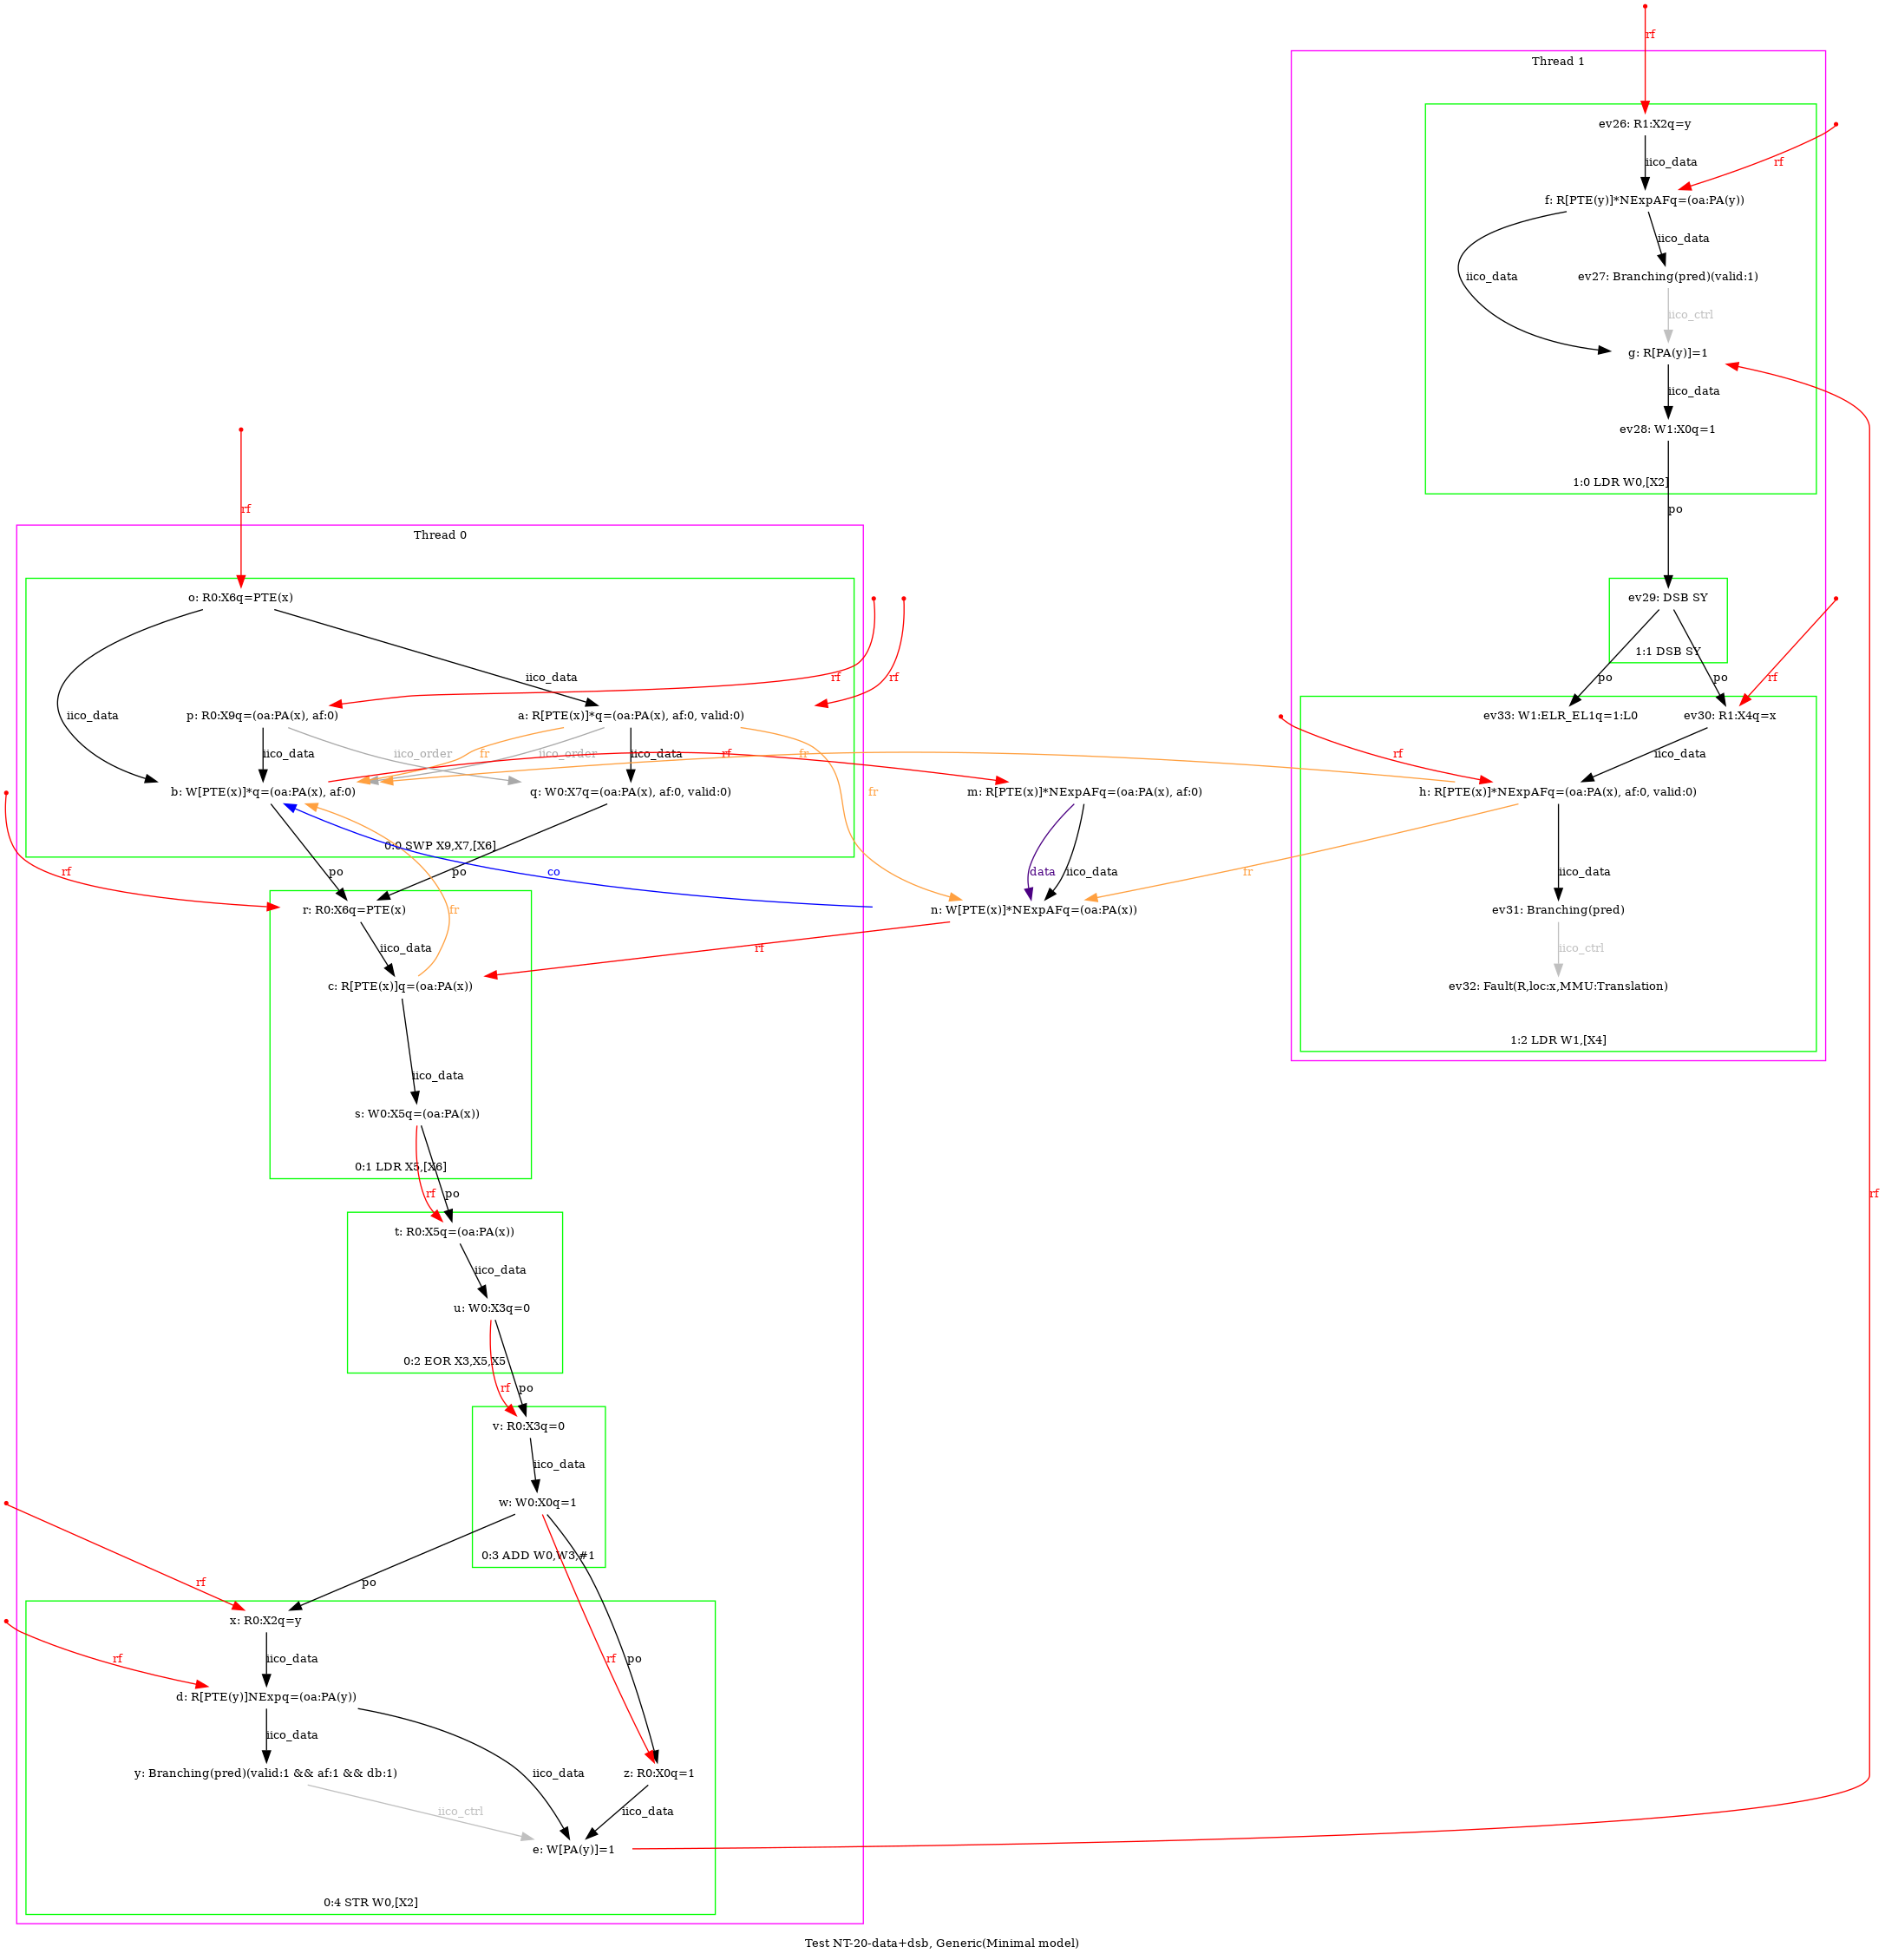 rf
Thread 1
ev26: R1:X2q=y
iico_data
rf
f: R[PTE(y)]*NExpAFq=(oa:PA(y))
iico_data
iico_data
ev27: Branching(pred)(valid:1)
iico_ctrl
g: R[PA(y)]=1
iico_data
ev28: W1:X0q=1
1:0 LDR W0,[X2]
po
rf
Thread 0
o: R0:X6q=PTE(x)
ev29: DSB SY
1:1 DSB SY
iico_data
rf
rf
po
po
rf
iico_data
p: R0:X9q=(oa:PA(x), af:0)
a: R[PTE(x)]*q=(oa:PA(x), af:0, valid:0)
ev33: W1:ELR_EL1q=1:L0
ev30: R1:X4q=x
iico_data
iico_order
fr
iico_order
iico_data
rf
fr
rf
iico_data
b: W[PTE(x)]*q=(oa:PA(x), af:0)
q: W0:X7q=(oa:PA(x), af:0, valid:0)
fr
m: R[PTE(x)]*NExpAFq=(oa:PA(x), af:0)
h: R[PTE(x)]*NExpAFq=(oa:PA(x), af:0, valid:0)
0:0 SWP X9,X7,[X6]
rf
po
po
co
data
iico_data
fr
iico_data
r: R0:X6q=PTE(x)
fr
n: W[PTE(x)]*NExpAFq=(oa:PA(x))
ev31: Branching(pred)
iico_data
rf
iico_ctrl
c: R[PTE(x)]q=(oa:PA(x))
ev32: Fault(R,loc:x,MMU:Translation)
1:2 LDR W1,[X4]
iico_data
s: W0:X5q=(oa:PA(x))
0:1 LDR X5,[X6]
rf
po
rf
t: R0:X5q=(oa:PA(x))
iico_data
u: W0:X3q=0
0:2 EOR X3,X5,X5
rf
po
v: R0:X3q=0
iico_data
w: W0:X0q=1
0:3 ADD W0,W3,#1
rf
po
x: R0:X2q=y
rf
iico_data
rf
po
d: R[PTE(y)]NExpq=(oa:PA(y))
iico_data
y: Branching(pred)(valid:1 && af:1 && db:1)
iico_data
z: R0:X0q=1
iico_ctrl
iico_data
e: W[PA(y)]=1
0:4 STR W0,[X2]
Test NT-20-data+dsb, Generic(Minimal model)